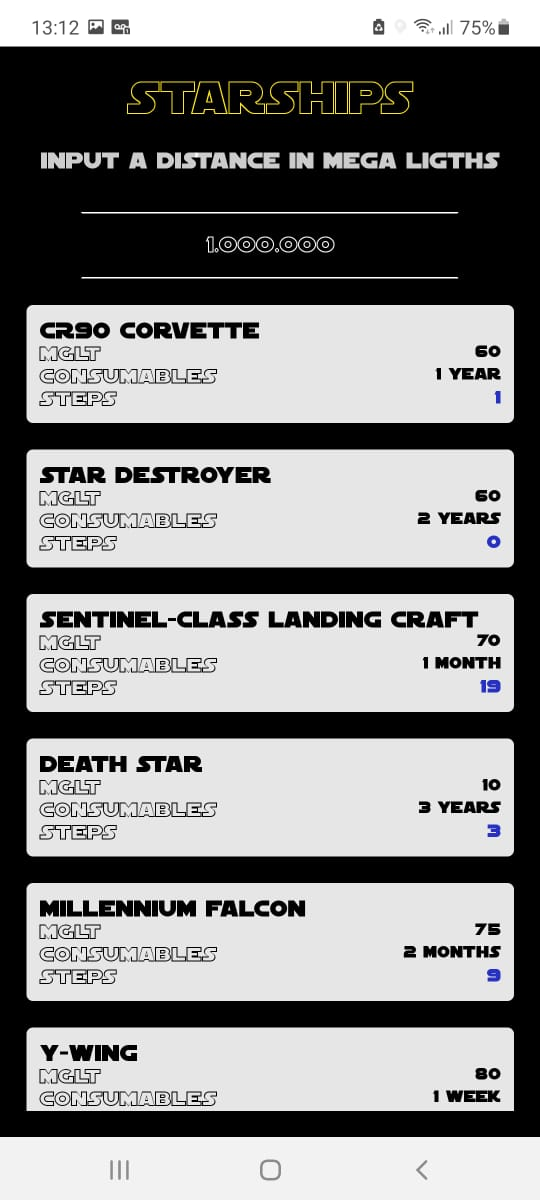 13:12
75%
STARSHIPS
INPUT A DISTANCE IN MEGA LIGTHS
1.000.000
CR90 CORVETTE
MGLT 60
CONSUMABLES 1 YEAR
STEPS 1
STAR DESTROYER
MGLT 60
CONSUMABLES 2 YEARS
STEPS 0
SENTINEL-CLASS LANDING CRAFT
MGLT 70
CONSUMABLES 1 MONTH
STEPS 19
DEATH STAR
MGLT 10
CONSUMABLES 3 YEARS
STEPS 3
MILLENNIUM FALCON
MGLT 75
CONSUMABLES 2 MONTHS
STEPS 9
Y-WING
MGLT 80
CONSUMABLES 1 WEEK